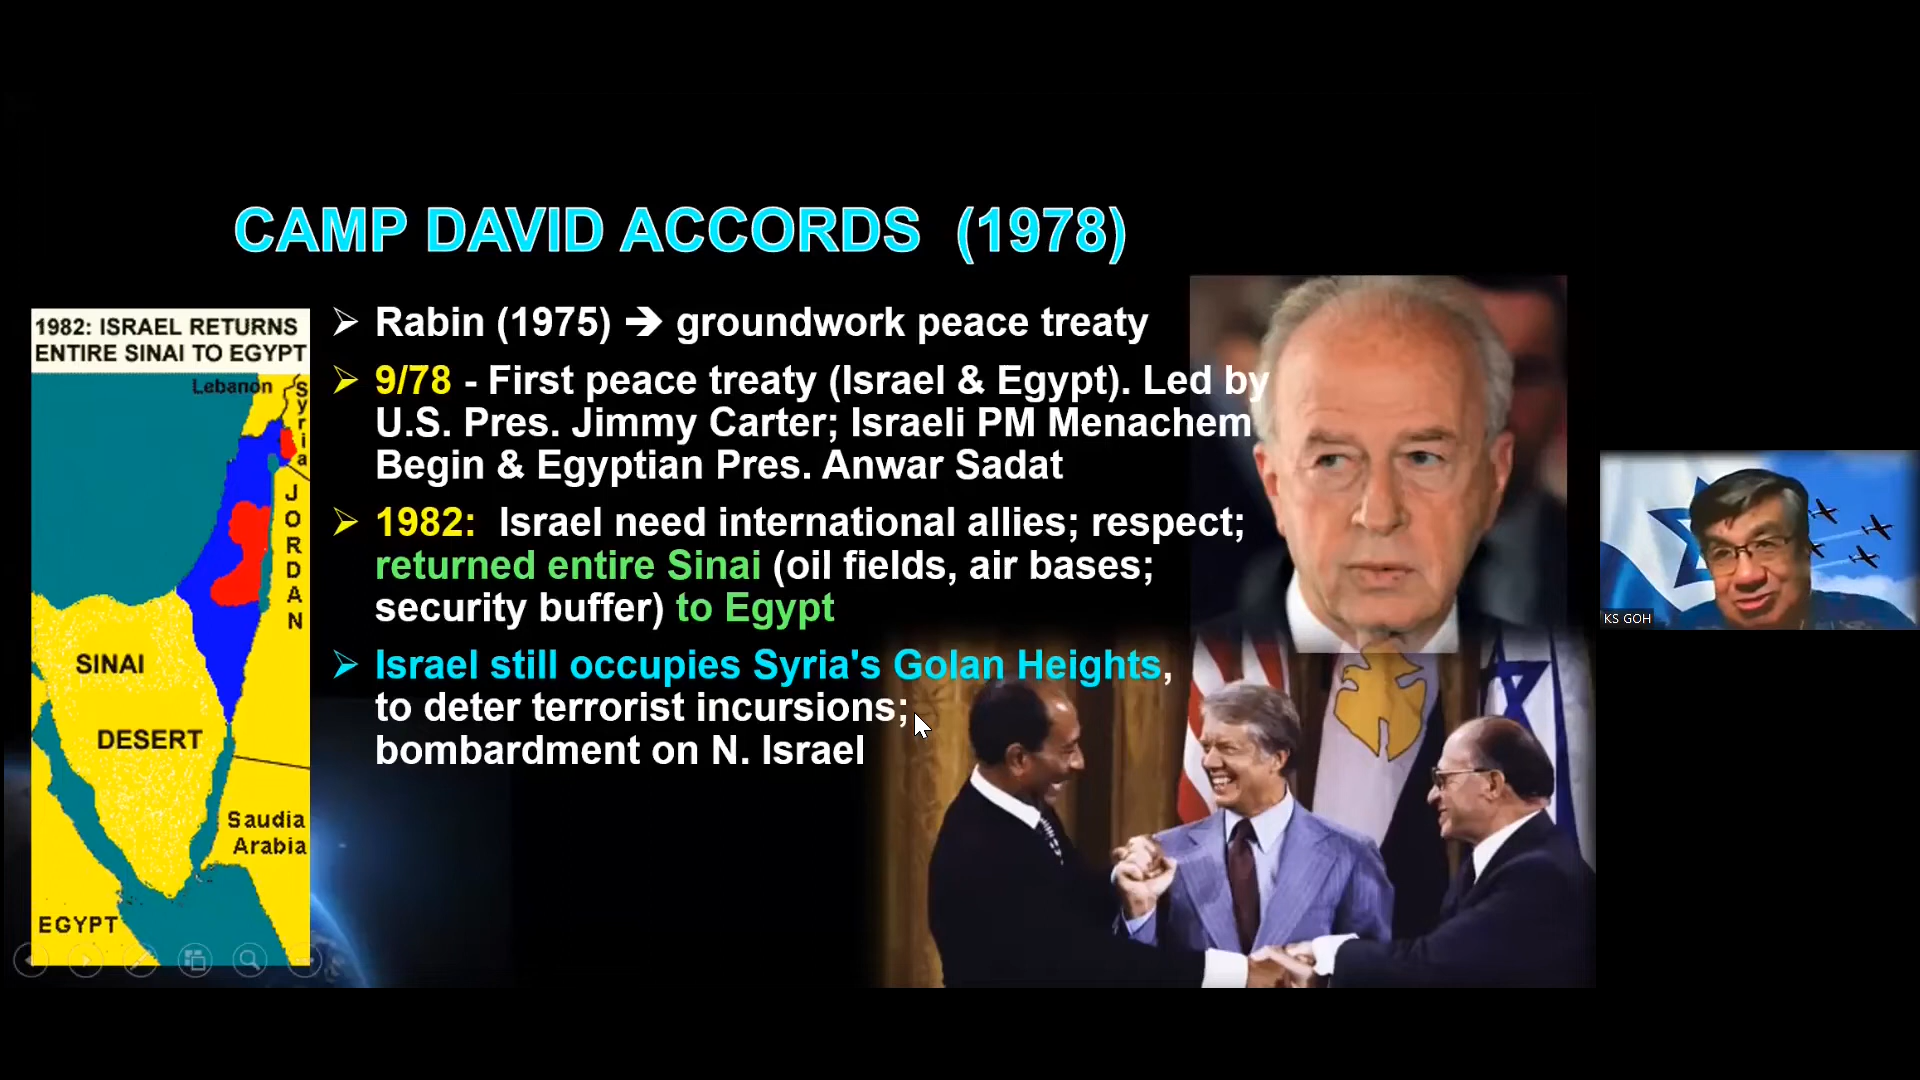 CAMP DAVID ACCORDS (1978)
1982: ISRAEL RETURNS
ENTIRE SINAI TO EGYPT
Lebanon
Syria
JORDAN
SINAI
DESERT
Saudia
Arabia
EGYPT
➢ Rabin (1975) ➔ groundwork peace treaty
➢ 9/78 - First peace treaty (Israel & Egypt). Led by
U.S. Pres. Jimmy Carter; Israeli PM Menachem
Begin & Egyptian Pres. Anwar Sadat
➢ 1982: Israel need international allies; respect;
returned entire Sinai (oil fields, air bases;
security buffer) to Egypt
➢ Israel still occupies Syria's Golan Heights,
to deter terrorist incursions;
bombardment on N. Israel
KS GOH